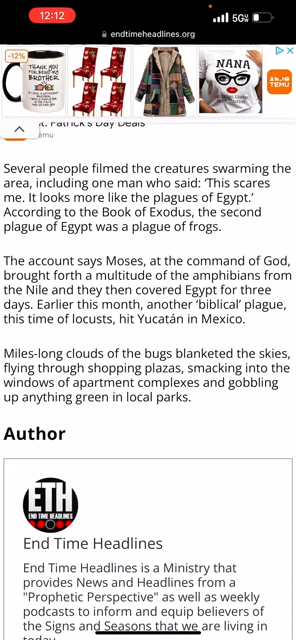 12:12
5G
endtimeheadlines.org
-12%
THANK YOU
FOR BEING MY
BROTHER
NANA
TEMU
St. Patrick's Day Deals
Temu
Several people filmed the creatures swarming the
area, including one man who said: ‘This scares
me. It looks more like the plagues of Egypt.’
According to the Book of Exodus, the second
plague of Egypt was a plague of frogs.
The account says Moses, at the command of God,
brought forth a multitude of the amphibians from
the Nile and they then covered Egypt for three
days. Earlier this month, another ‘biblical’ plague,
this time of locusts, hit Yucatán in Mexico.
Miles-long clouds of the bugs blanketed the skies,
flying through shopping plazas, smacking into the
windows of apartment complexes and gobbling
up anything green in local parks.
Author
ETH
END TIME HEADLINES
End Time Headlines
End Time Headlines is a Ministry that
provides News and Headlines from a
"Prophetic Perspective" as well as weekly
podcasts to inform and equip believers of
the Signs and Seasons that we are living in
today